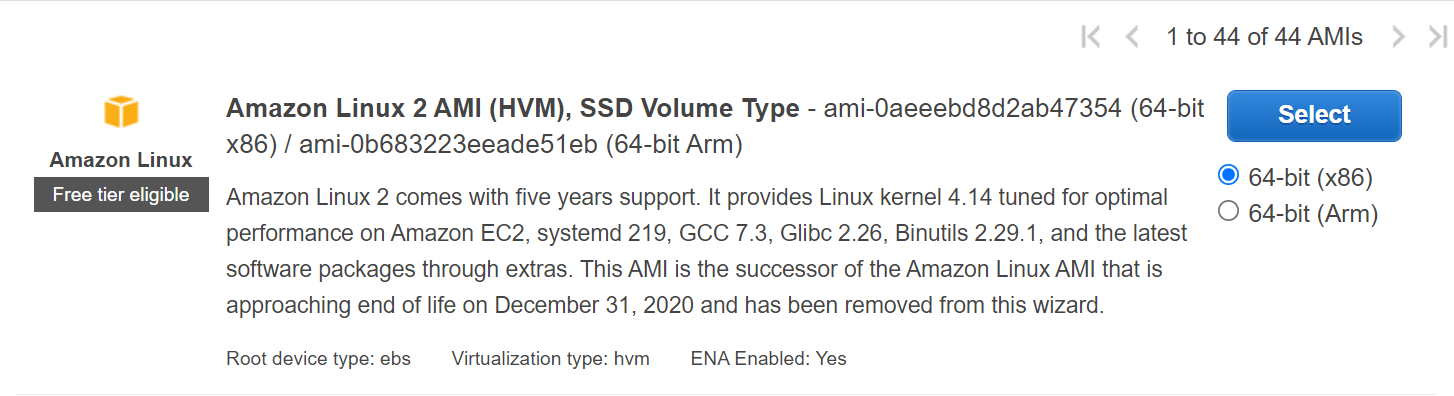 1 to 44 of 44 AMIs
Amazon Linux
Free tier eligible
Amazon Linux 2 AMI (HVM), SSD Volume Type - ami-0aeeebd8d2ab47354 (64-bit
x86) / ami-0b683223eeade51eb (64-bit Arm)
Amazon Linux 2 comes with five years support. It provides Linux kernel 4.14 tuned for optimal
performance on Amazon EC2, systemd 219, GCC 7.3, Glibc 2.26, Binutils 2.29.1, and the latest
software packages through extras. This AMI is the successor of the Amazon Linux AMI that is
approaching end of life on December 31, 2020 and has been removed from this wizard.
Root device type: ebs Virtualization type: hvm ENA Enabled: Yes
Select
64-bit (x86)
64-bit (Arm)